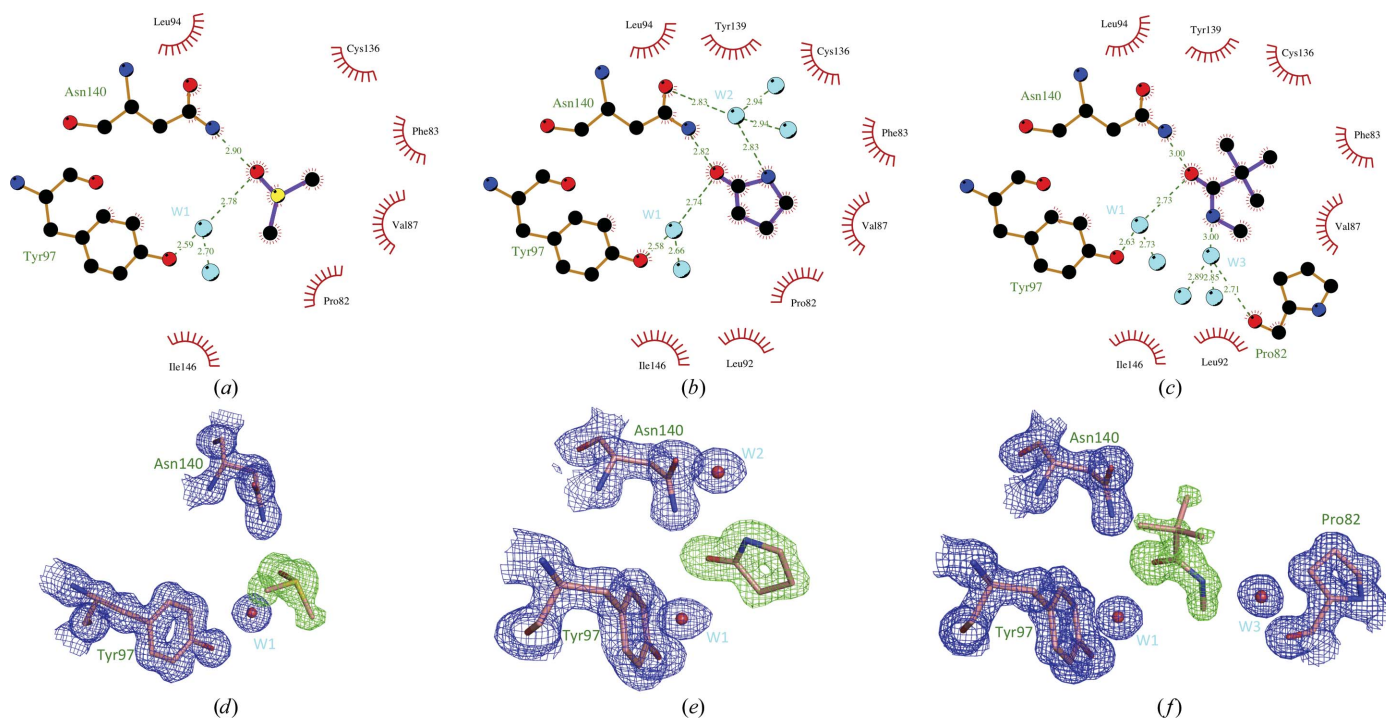 Leu94
Cys136
Asn140
Phe83
2.90
2.78
W1
Val87
2.59
2.70
Tyr97
Pro82
Ile146
(a)
Leu94
Tyr139
Cys136
W2
2.83
2.94
Asn140
2.94
Phe83
2.82
2.83
2.74
W1
Val87
2.58
2.66
Tyr97
Pro82
Ile146
Leu92
(b)
Leu94
Tyr139
Cys136
Asn140
Phe83
3.00
2.73
W1
Val87
3.00
2.63
2.73
W3
Tyr97
2.89
2.85
2.71
Ile146
Leu92
Pro82
(c)
Asn140
Tyr97
W1
(d)
Asn140
W2
Tyr97
W1
(e)
Asn140
Pro82
Tyr97
W1
W3
(f)